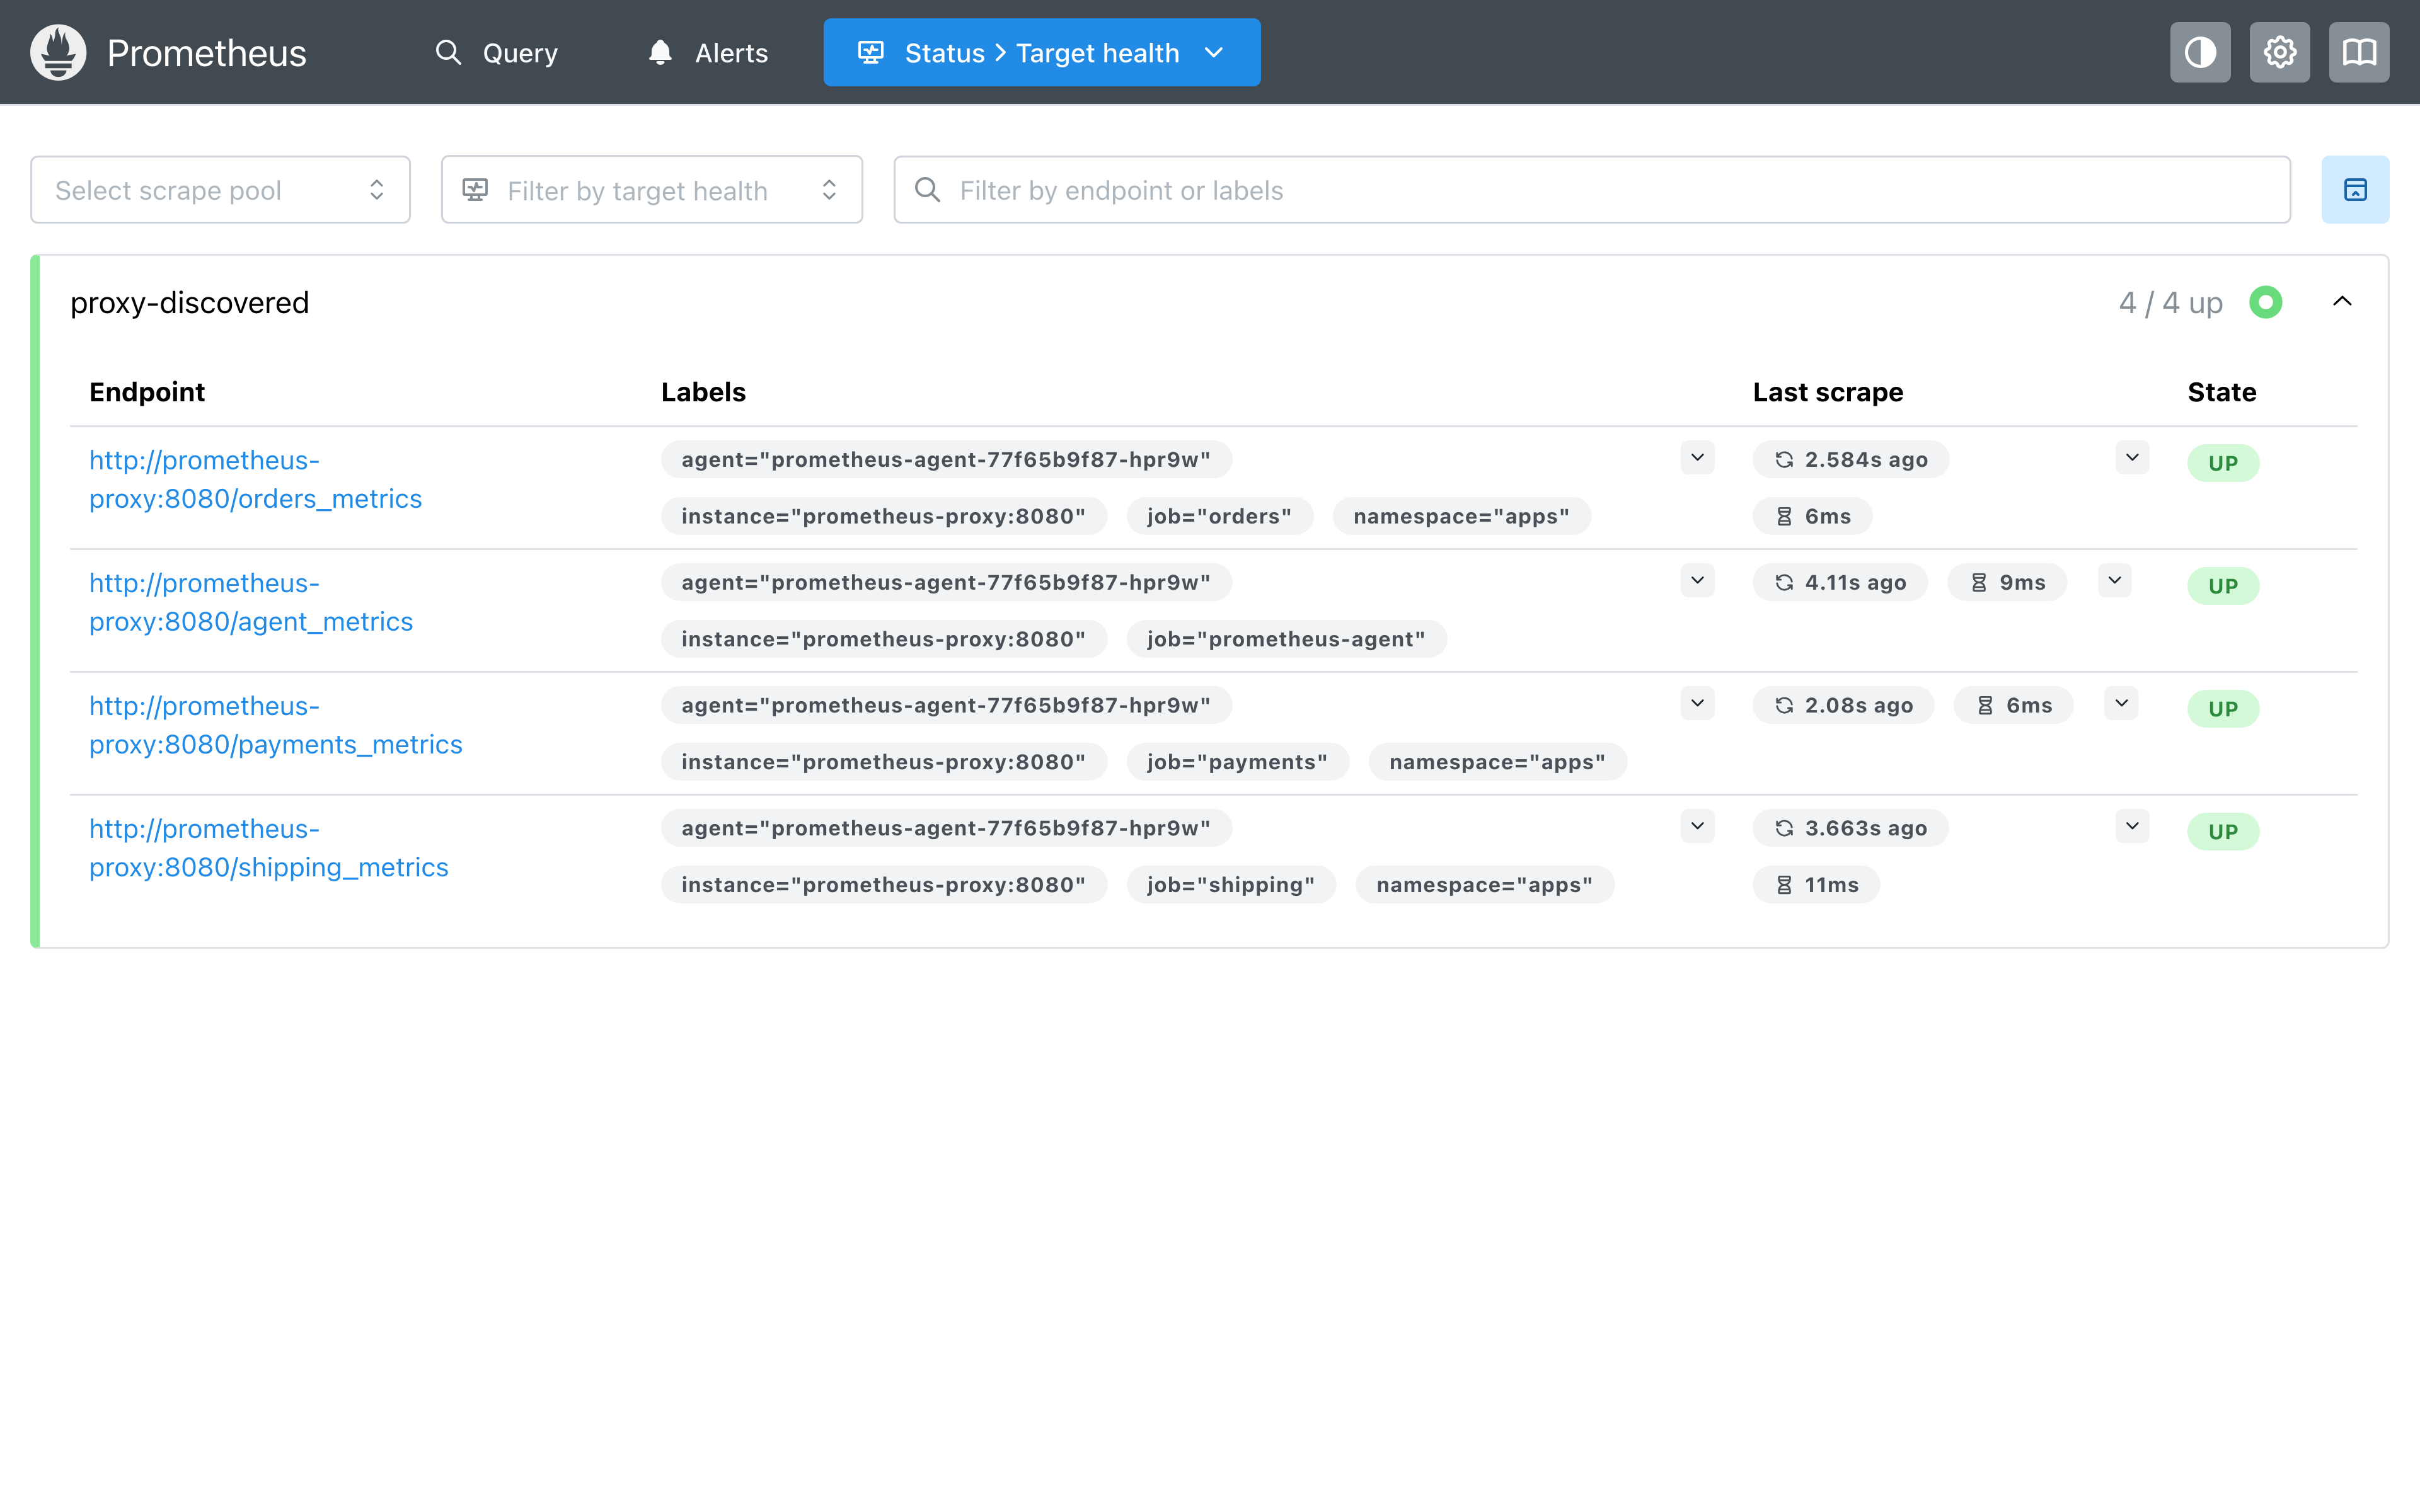 Prometheus
Query
Alerts
Status > Target health
Select scrape pool
Filter by target health
Filter by endpoint or labels
proxy-discovered
4 / 4 up
Endpoint Labels Last scrape State
http://prometheus-
proxy:8080/orders_metrics
agent="prometheus-agent-77f65b9f87-hpr9w"
instance="prometheus-proxy:8080" job="orders" namespace="apps"
2.584s ago
6ms
UP
http://prometheus-
proxy:8080/agent_metrics
agent="prometheus-agent-77f65b9f87-hpr9w"
instance="prometheus-proxy:8080" job="prometheus-agent"
4.11s ago 9ms
UP
http://prometheus-
proxy:8080/payments_metrics
agent="prometheus-agent-77f65b9f87-hpr9w"
instance="prometheus-proxy:8080" job="payments" namespace="apps"
2.08s ago 6ms
UP
http://prometheus-
proxy:8080/shipping_metrics
agent="prometheus-agent-77f65b9f87-hpr9w"
instance="prometheus-proxy:8080" job="shipping" namespace="apps"
3.663s ago
11ms
UP